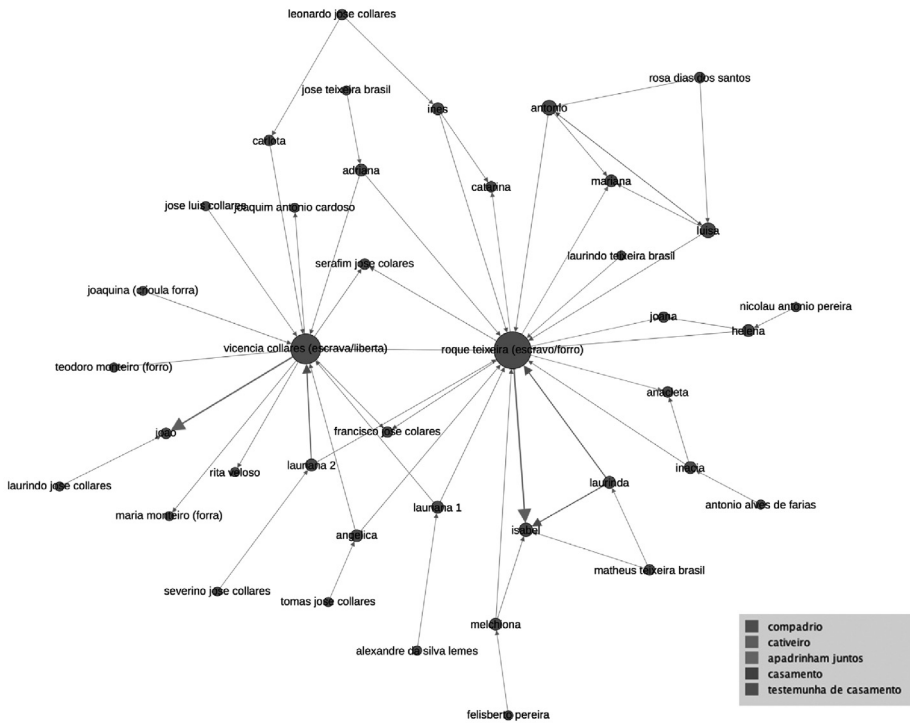 leonardo jose collares
rosa dias dos santos
jose teixeira brasil
ines
antonio
carlota
adriana
catarina
mariana
jose luis collares
joaquim antonio cardoso
luisa
serafim jose colares
laurindo teixeira brasil
joaquina (crioula forra)
nicolau antonio pereira
joana
helena
vicencia collares (escrava/liberta)
roque teixeira (escravo/forro)
teodoro monteiro (forro)
anacleta
joao
francisco jose colares
lauriana 2
rita veloso
inacia
laurindo jose collares
laurinda
antonio alves de farias
maria monteiro (forra)
lauriana 1
isabel
angelica
matheus teixeira brasil
severino jose collares
tomas jose collares
melchiona
alexandre da silva lemes
felisberto pereira
compadrio
cativeiro
apadrinham juntos
casamento
testemunha de casamento